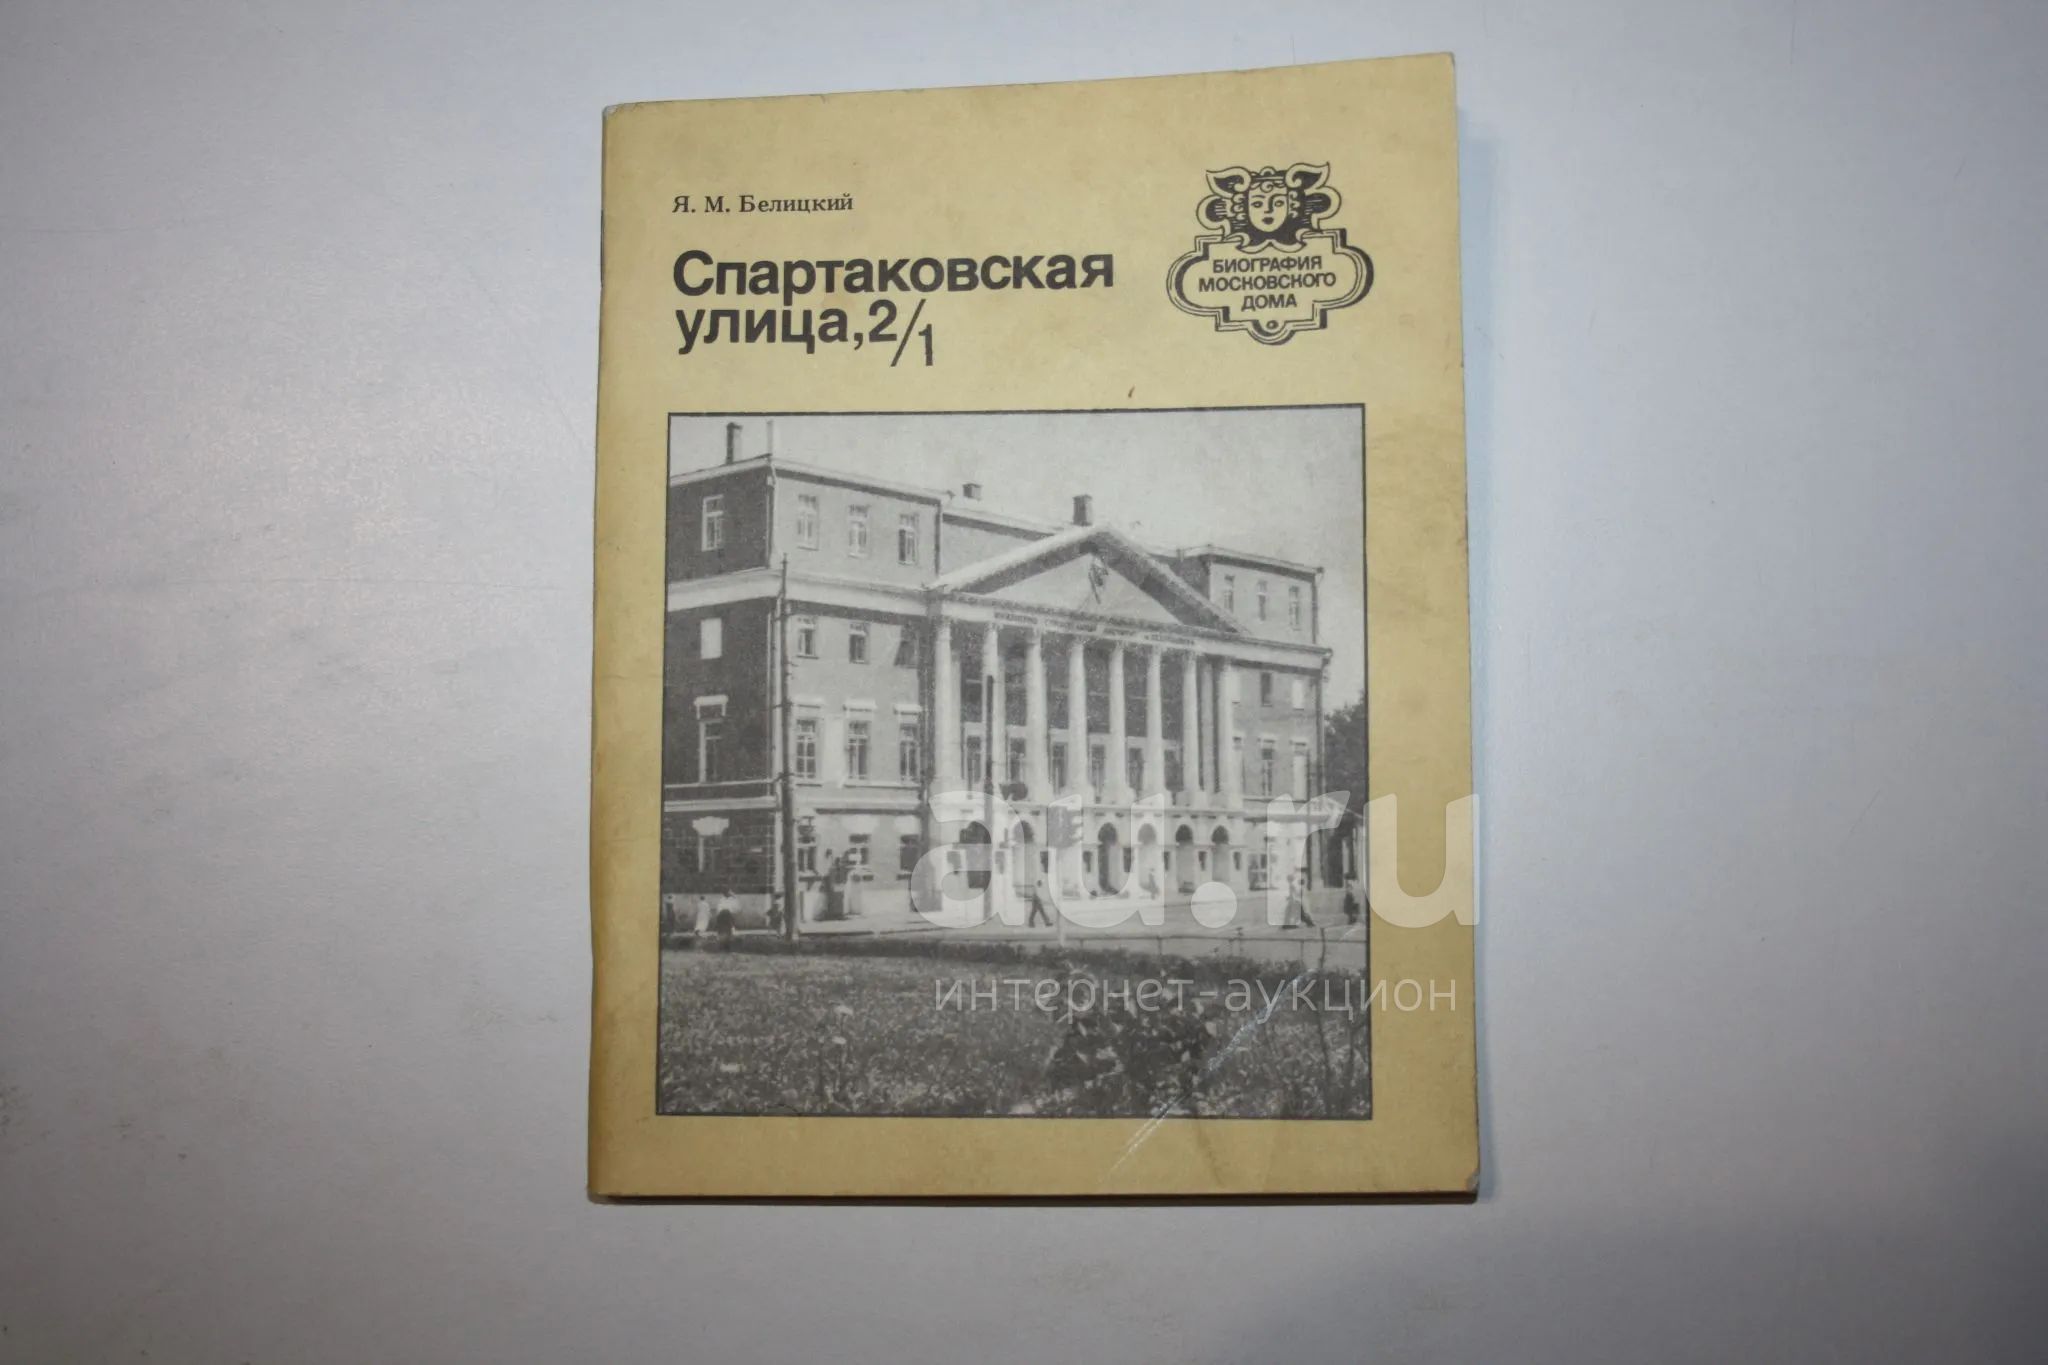 Я. М. Белицкий
Спартаковская
улица, 2/1
БИОГРАФИЯ
МОСКОВСКОГО
ДОМА
au.ru
интернет-аукцион